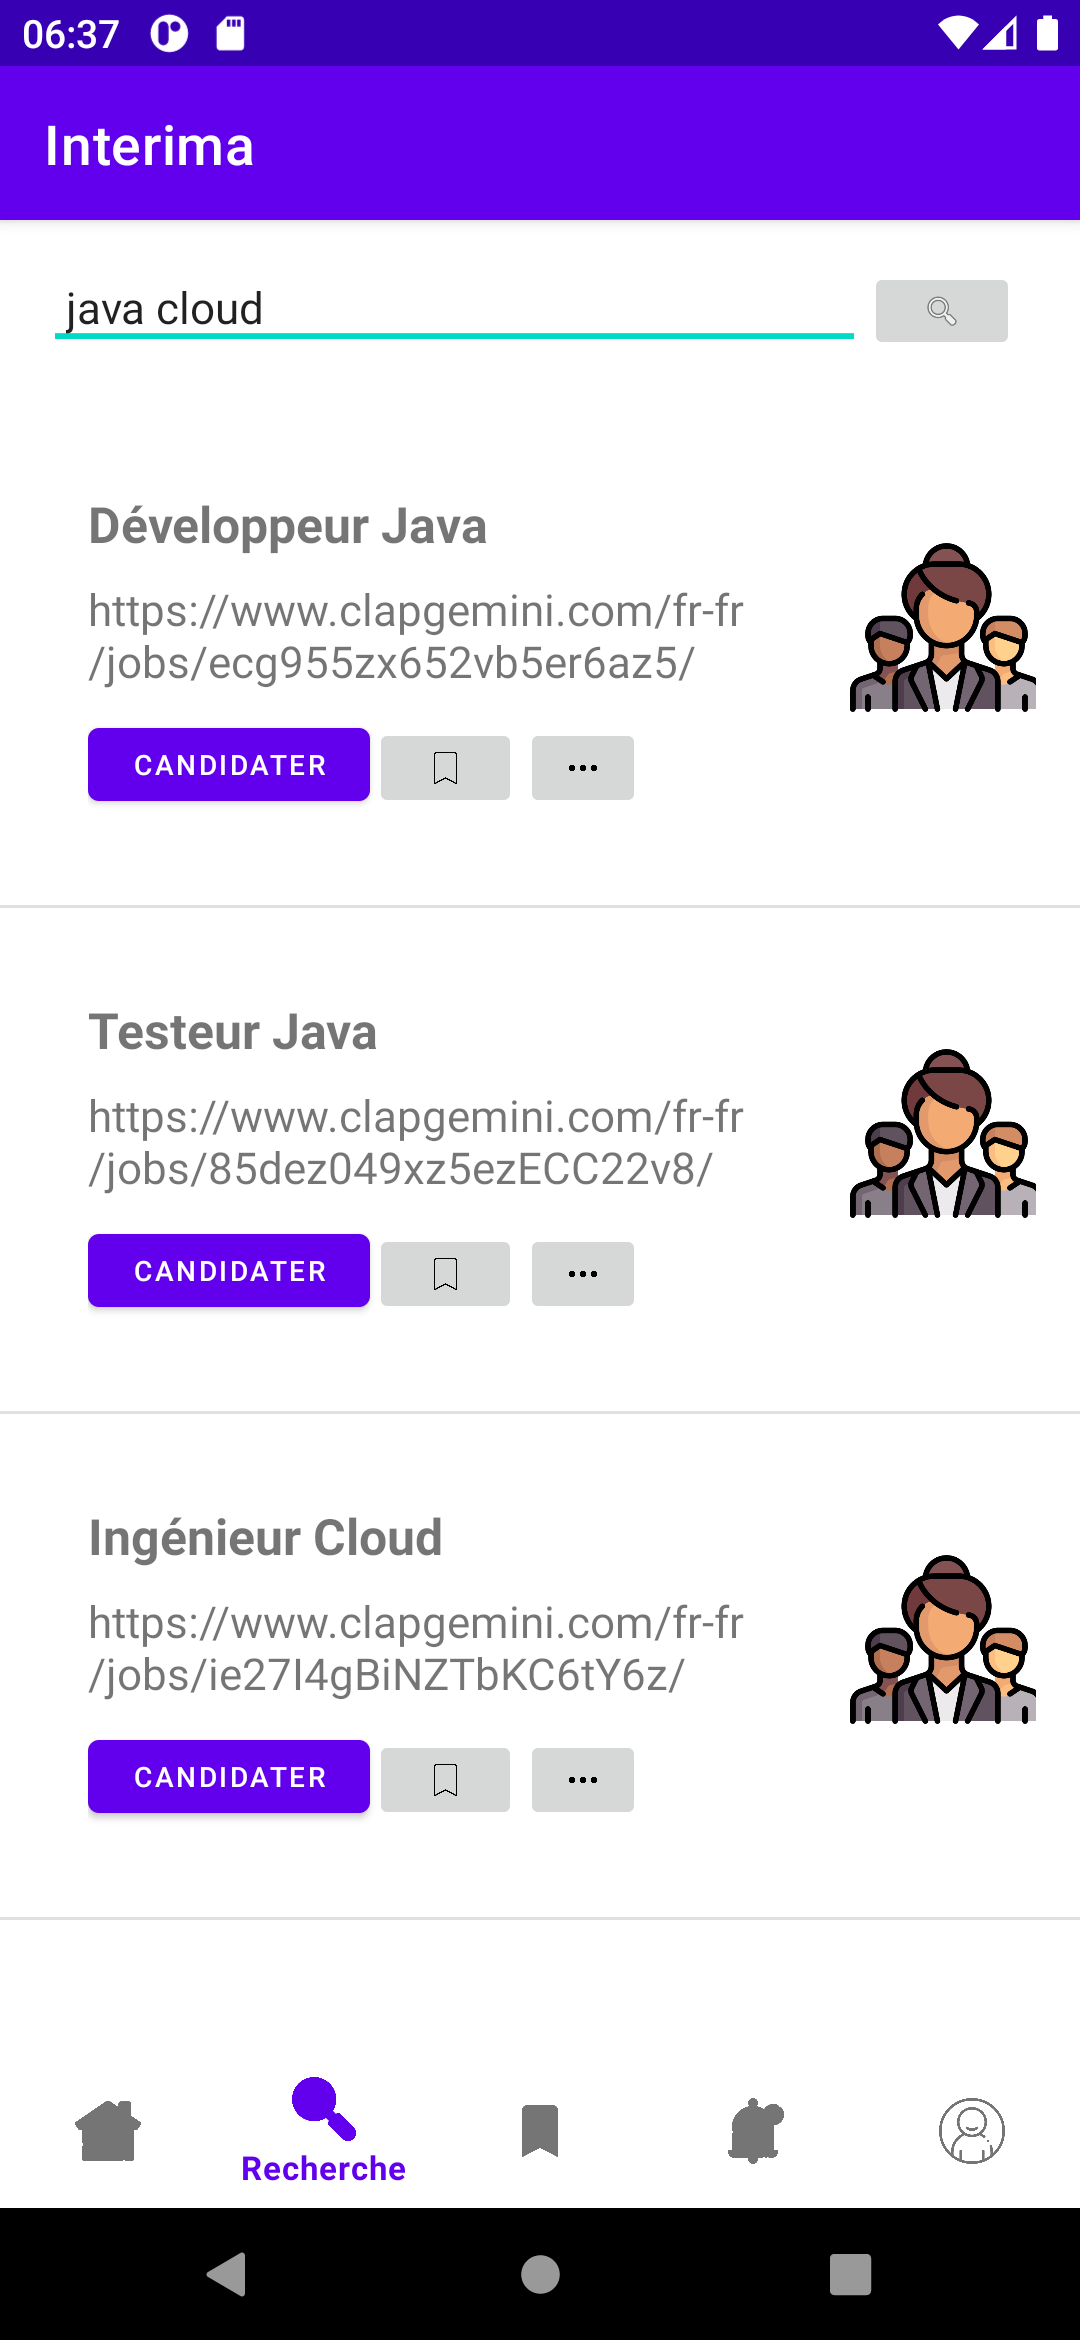 06:37
Interima
java cloud
Développeur Java
https://www.clapgemini.com/fr-fr
/jobs/ecg955zx652vb5er6az5/
CANDIDATER
Testeur Java
https://www.clapgemini.com/fr-fr
/jobs/85dez049xz5ezECC22v8/
CANDIDATER
Ingénieur Cloud
https://www.clapgemini.com/fr-fr
/jobs/ie27I4gBiNZTbKC6tY6z/
CANDIDATER
Recherche